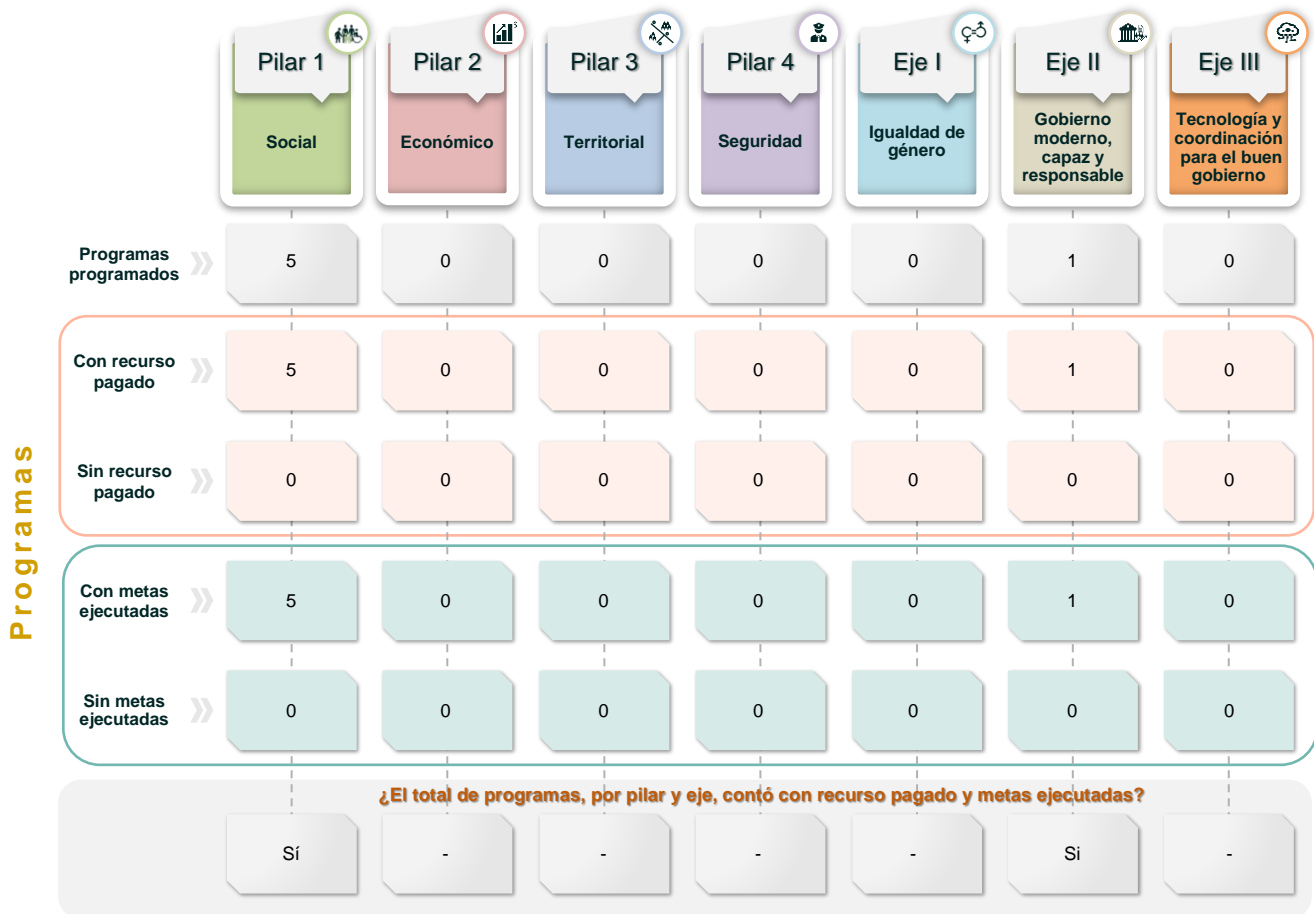 Pilar 1
Pilar 2
Pilar 3
Pilar 4
Eje I
Eje II
Eje III
Social
Económico
Territorial
Seguridad
Igualdad de
género
Gobierno
moderno,
capaz y
responsable
Tecnología y
coordinación
para el buen
gobierno
Programas
Programas
programados
5 0 0 0 0 1 0
Con recurso
pagado
5 0 0 0 0 1 0
Sin recurso
pagado
0 0 0 0 0 0 0
Con metas
ejecutadas
5 0 0 0 0 1 0
Sin metas
ejecutadas
0 0 0 0 0 0 0
¿El total de programas, por pilar y eje, contó con recurso pagado y metas ejecutadas?
Sí - - - - Si -